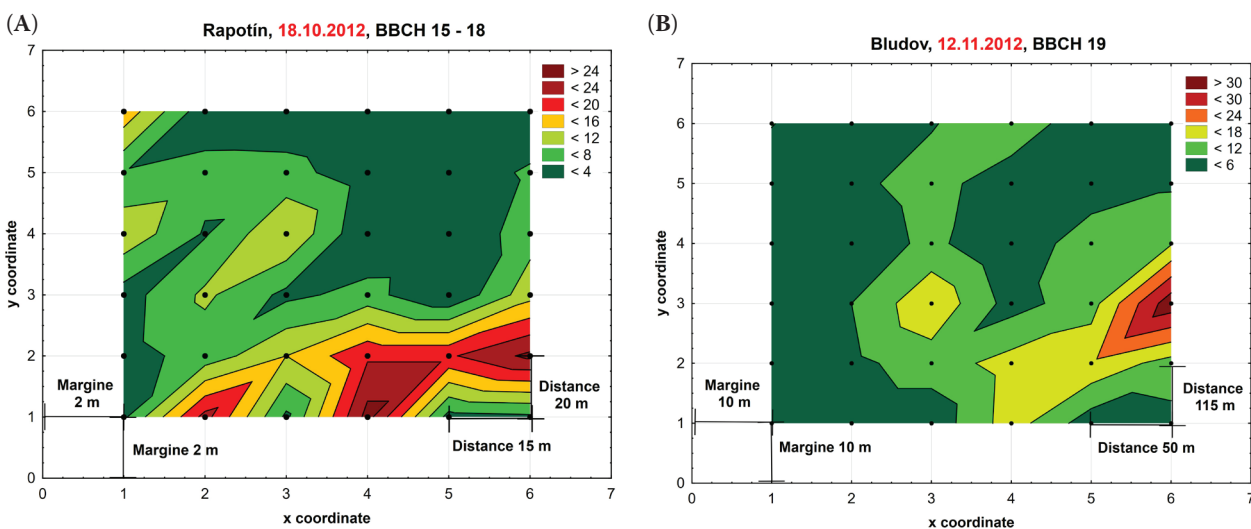 (A)
Rapotín, 18.10.2012, BBCH 15 - 18
7
6
5
4
3
2
1
0
y coordinate
> 24
< 24
< 20
< 16
< 12
< 8
< 4
Margine
2 m
Margine 2 m
Distance
20 m
Distance 15 m
0 1 2 3 4 5 6 7
x coordinate
(B)
Bludov, 12.11.2012, BBCH 19
7
6
5
4
3
2
1
0
y coordinate
> 30
< 30
< 24
< 18
< 12
< 6
Margine
10 m
Margine 10 m
Distance
115 m
Distance 50 m
0 1 2 3 4 5 6 7
x coordinate